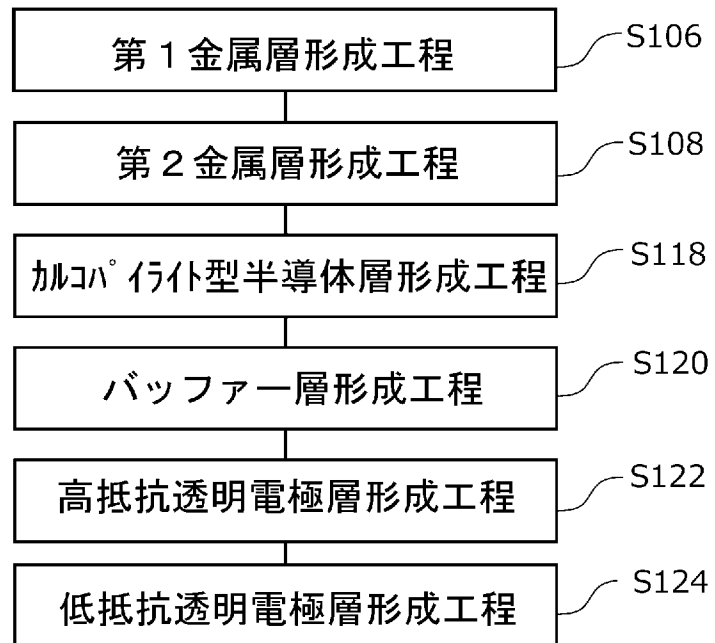 第１金属層形成工程
S106
第２金属層形成工程
S108
ｶﾙｺﾊﾟｲﾗｲﾄ型半導体層形成工程
S118
バッファー層形成工程
S120
高抵抗透明電極層形成工程
S122
低抵抗透明電極層形成工程
S124